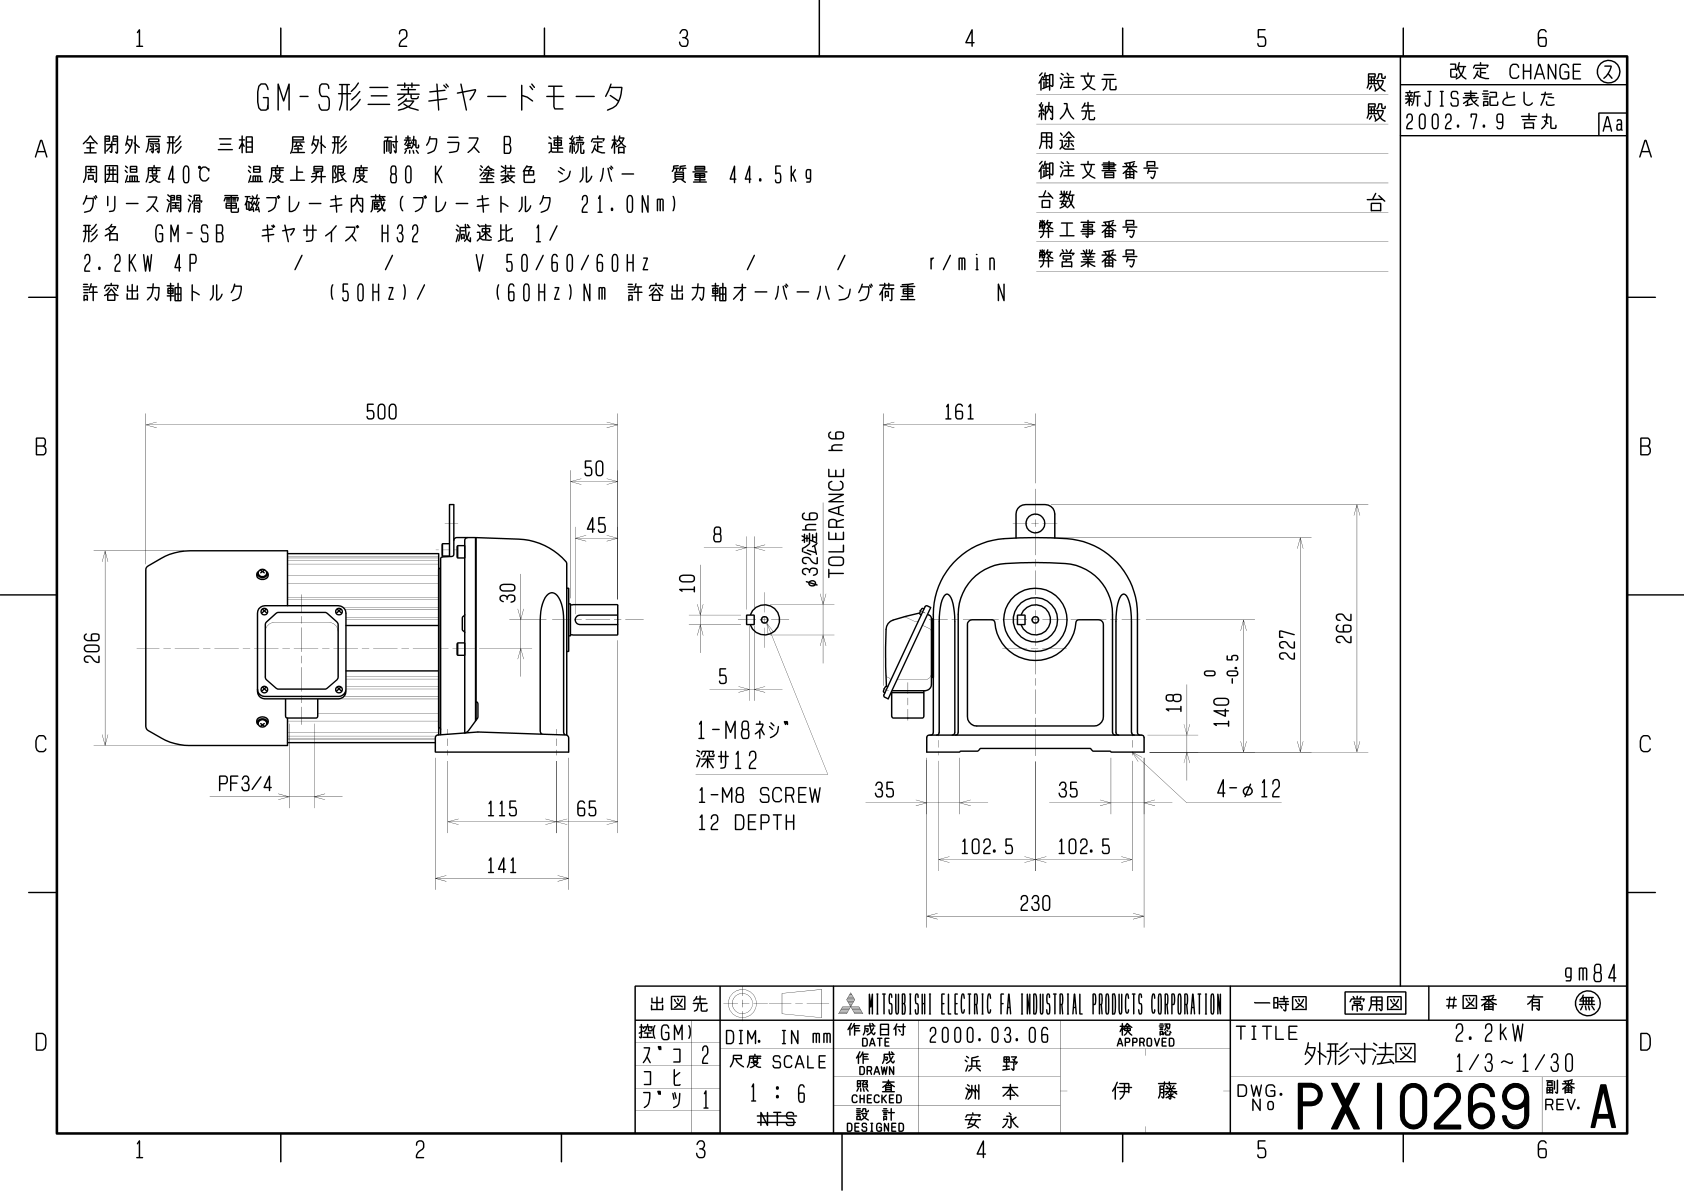 1 2 3 4 5 6
GM-S形三菱ギヤードモータ
全閉外扇形 三相 屋外形 耐熱クラス B 連続定格
周囲温度40℃ 温度上昇限度 80 K 塗装色 シルバー 質量 44.5kg
グリース潤滑 電磁ブレーキ内蔵(ブレーキトルク 21.0Nm)
形名 GM-SB ギヤサイズ H32 減速比 1/
2.2KW 4P / / V 50/60/60Hz / / r/min
許容出力軸トルク (50Hz)/ (60Hz)Nm 許容出力軸オーバーハング荷重 N
御注文元 殿
納入先 殿
用途
御注文書番号
台数 台
弊工事番号
弊営業番号
改定 CHANGE ス
新JIS表記とした
2002.7.9 吉丸 Aa
A A
B B
C C
D D
500
50
45
30
206
PF3/4
115 65
141
8
10
5
φ32公差h6
TOLERANCE h6
1-M8ネジ
深サ12
1-M8 SCREW
12 DEPTH
161
262
227
140 0 -0.5
18
35 35
4-φ12
102.5 102.5
230
gm84
出図先
控(GM)
ズコ 2
コヒ
ブツ 1
DIM. IN mm
尺度 SCALE
1 : 6
NTS
MITSUBISHI ELECTRIC FA INDUSTRIAL PRODUCTS CORPORATION
作成日付 DATE 2000.03.06
作成 DRAWN 浜野
照査 CHECKED 洲本
設計 DESIGNED 安永
検認 APPROVED
伊藤
一時図 常用図 #図番 有 無
TITLE 外形寸法図
2.2kW
1/3~1/30
DWG. No PX10269 副番 REV. A
1 2 3 4 5 6